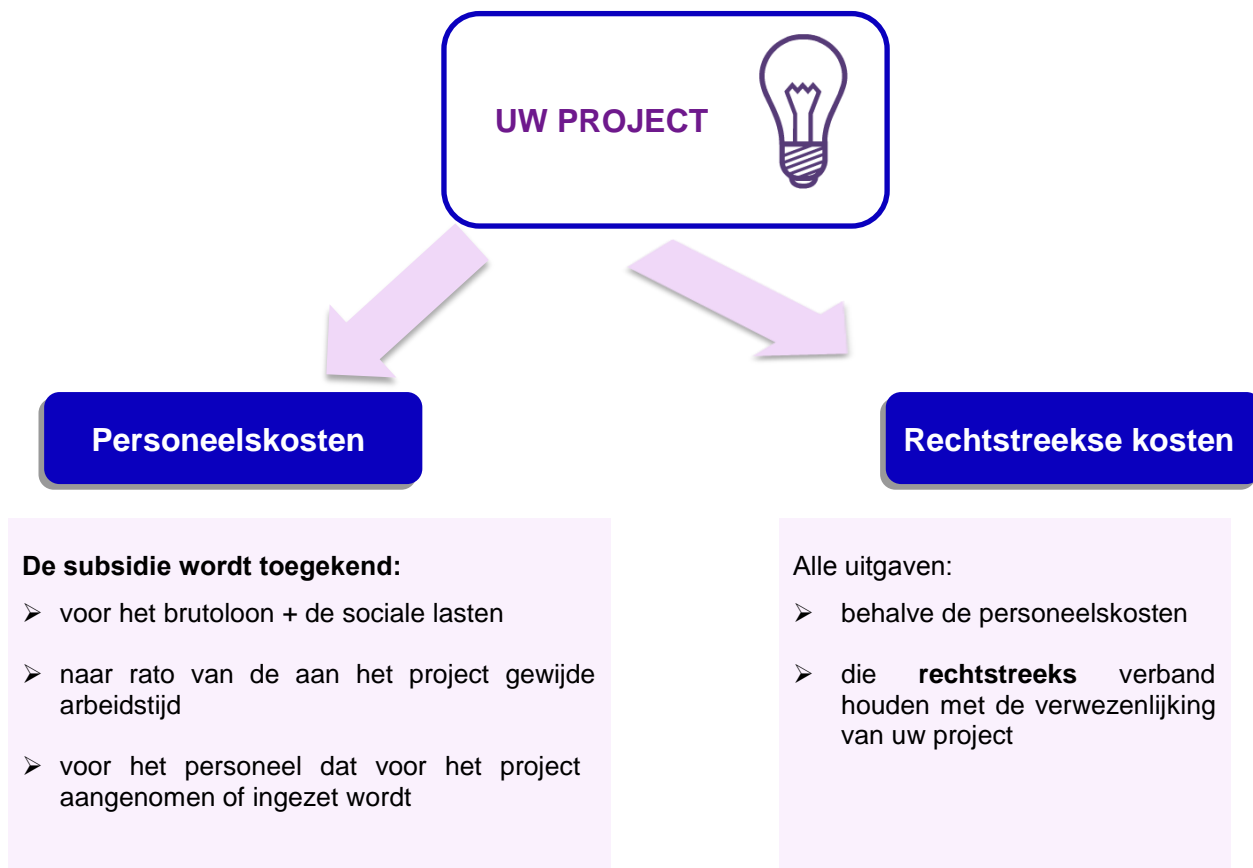 UW PROJECT
Personeelskosten
De subsidie wordt toegekend:
➢ voor het brutoloon + de sociale lasten
➢ naar rato van de aan het project gewijde
arbeidstijd
➢ voor het personeel dat voor het project
aangenomen of ingezet wordt
Rechtstreekse kosten
Alle uitgaven:
➢ behalve de personeelskosten
➢ die rechtstreeks verband
houden met de verwezenlijking
van uw project